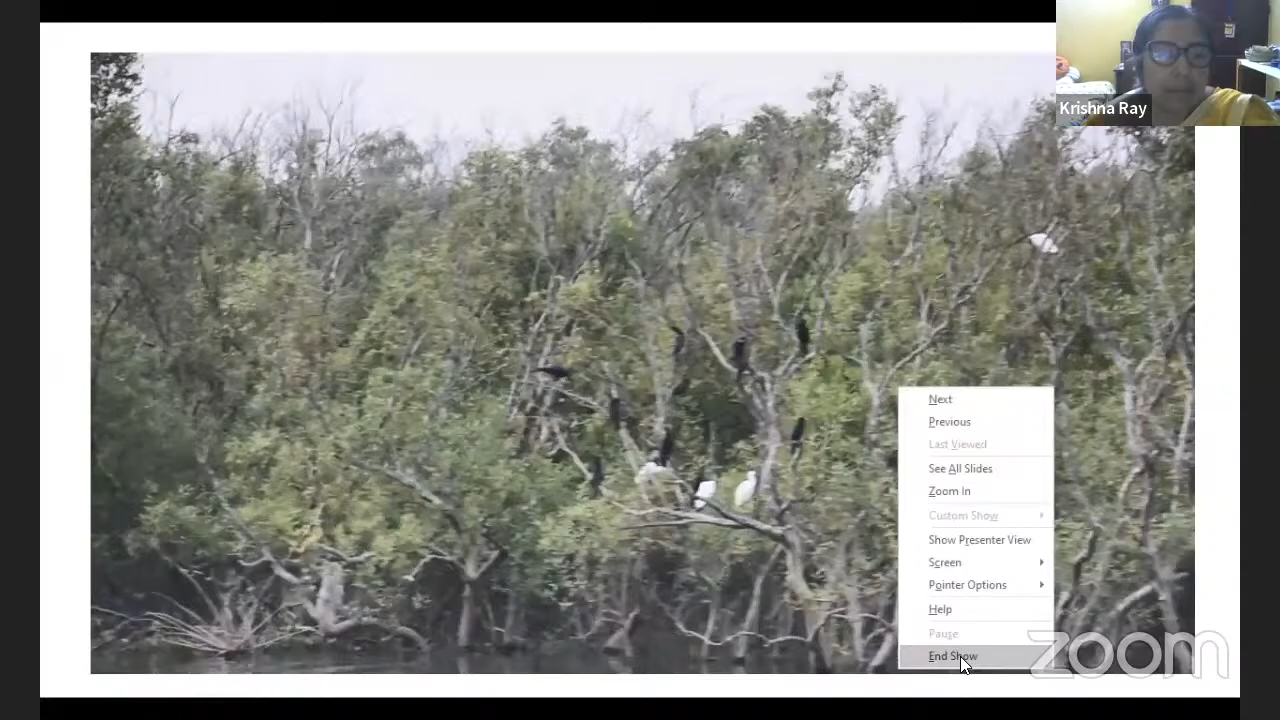 Krishna Ray
Next
Previous
Last Viewed
See All Slides
Zoom In
Custom Show
Show Presenter View
Screen
Pointer Options
Help
Pause
End Show
zoom